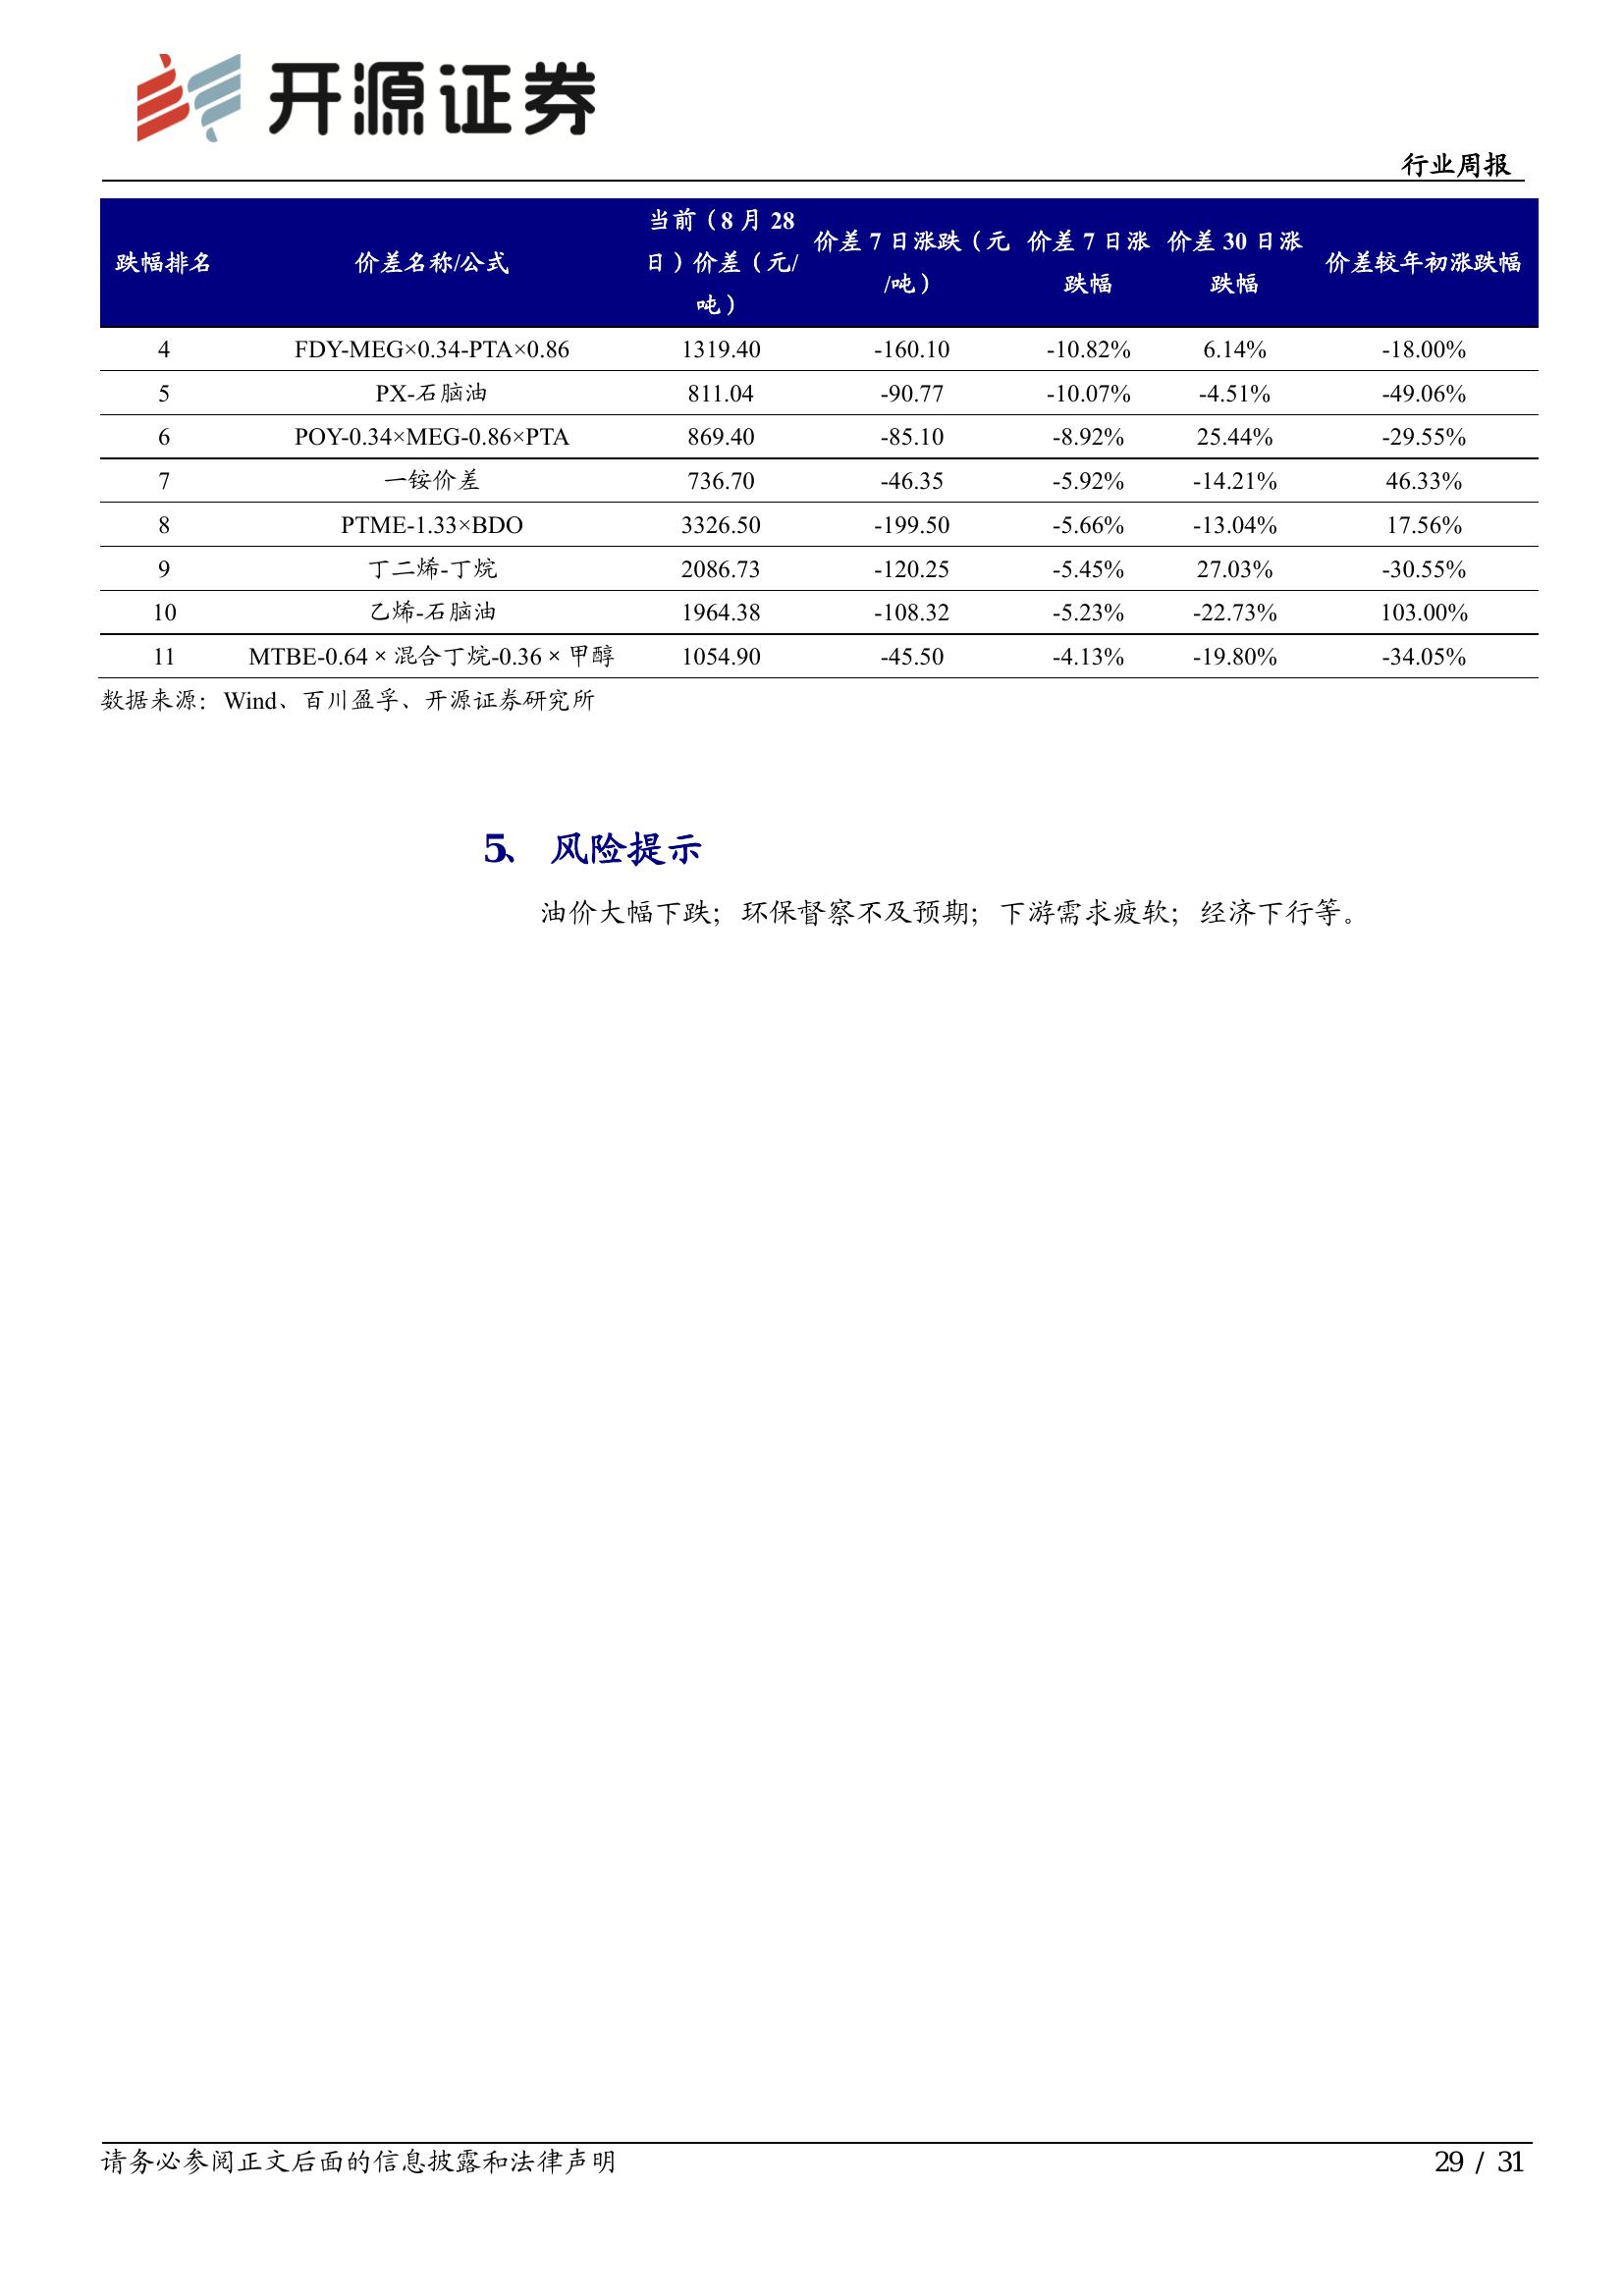 开源证券
行业周报
跌幅排名 价差名称/公式 当前（8 月 28 日）价差（元/吨） 价差 7 日涨跌（元/吨） 价差 7 日涨跌幅 价差 30 日涨跌幅 价差较年初涨跌幅
4 FDY-MEG×0.34-PTA×0.86 1319.40 -160.10 -10.82% 6.14% -18.00%
5 PX-石脑油 811.04 -90.77 -10.07% -4.51% -49.06%
6 POY-0.34×MEG-0.86×PTA 869.40 -85.10 -8.92% 25.44% -29.55%
7 一铵价差 736.70 -46.35 -5.92% -14.21% 46.33%
8 PTME-1.33×BDO 3326.50 -199.50 -5.66% -13.04% 17.56%
9 丁二烯-丁烷 2086.73 -120.25 -5.45% 27.03% -30.55%
10 乙烯-石脑油 1964.38 -108.32 -5.23% -22.73% 103.00%
11 MTBE-0.64×混合丁烷-0.36×甲醇 1054.90 -45.50 -4.13% -19.80% -34.05%
数据来源：Wind、百川盈孚、开源证券研究所
5、 风险提示
油价大幅下跌；环保督察不及预期；下游需求疲软；经济下行等。
请务必参阅正文后面的信息披露和法律声明 29 / 31